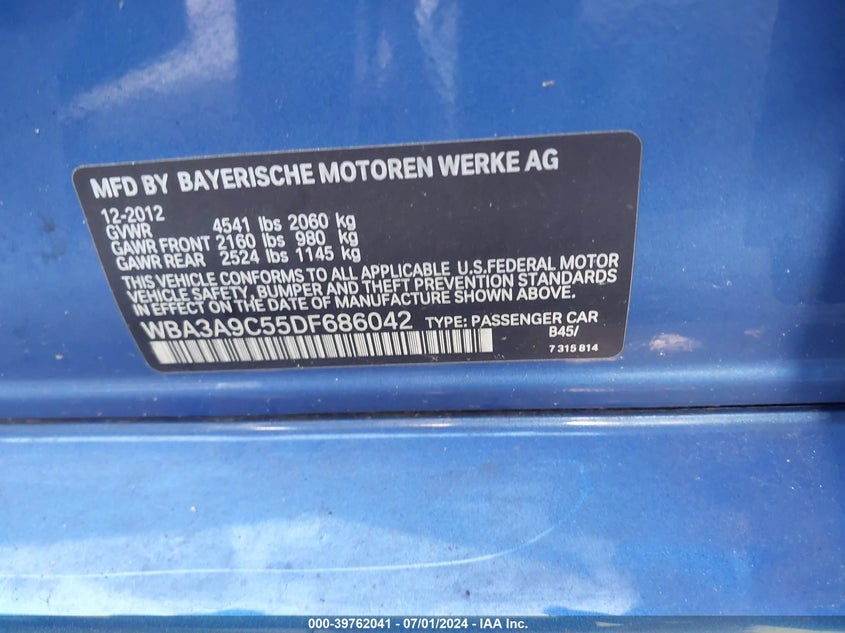 MFD BY BAYERISCHE MOTOREN WERKE AG
12-2012
GVWR 4541 lbs 2060 kg
GAWR FRONT 2160 lbs 980 kg
GAWR REAR 2524 lbs 1145 kg
THIS VEHICLE CONFORMS TO ALL APPLICABLE U.S.FEDERAL MOTOR
VEHICLE SAFETY, BUMPER AND THEFT PREVENTION STANDARDS
IN EFFECT ON THE DATE OF MANUFACTURE SHOWN ABOVE.
WBA3A9C55DF686042 TYPE: PASSENGER CAR
B45/
7 315 814
000-39762041 - 07/01/2024 - IAA Inc.